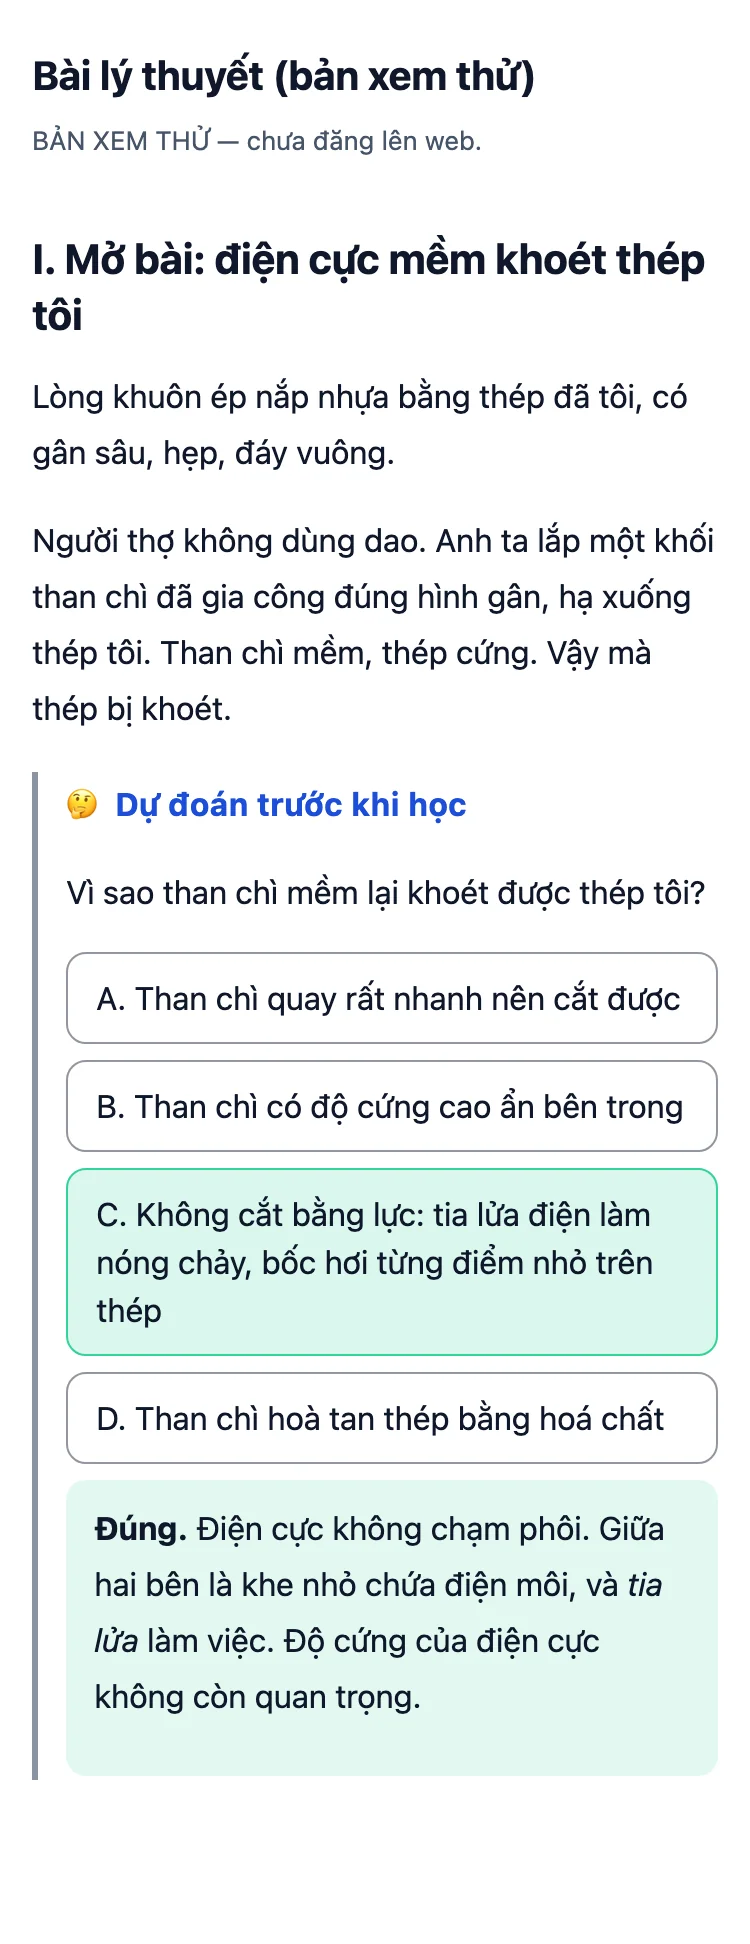 Bài lý thuyết (bản xem thử)
BẢN XEM THỬ — chưa đăng lên web.
I. Mở bài: điện cực mềm khoét thép
tôi
Lòng khuôn ép nắp nhựa bằng thép đã tôi, có
gân sâu, hẹp, đáy vuông.
Người thợ không dùng dao. Anh ta lắp một khối
than chì đã gia công đúng hình gân, hạ xuống
thép tôi. Than chì mềm, thép cứng. Vậy mà
thép bị khoét.
🤔 Dự đoán trước khi học
Vì sao than chì mềm lại khoét được thép tôi?
A. Than chì quay rất nhanh nên cắt được
B. Than chì có độ cứng cao ẩn bên trong
C. Không cắt bằng lực: tia lửa điện làm
nóng chảy, bốc hơi từng điểm nhỏ trên
thép
D. Than chì hoà tan thép bằng hoá chất
Đúng. Điện cực không chạm phôi. Giữa
hai bên là khe nhỏ chứa điện môi, và tia
lửa làm việc. Độ cứng của điện cực
không còn quan trọng.